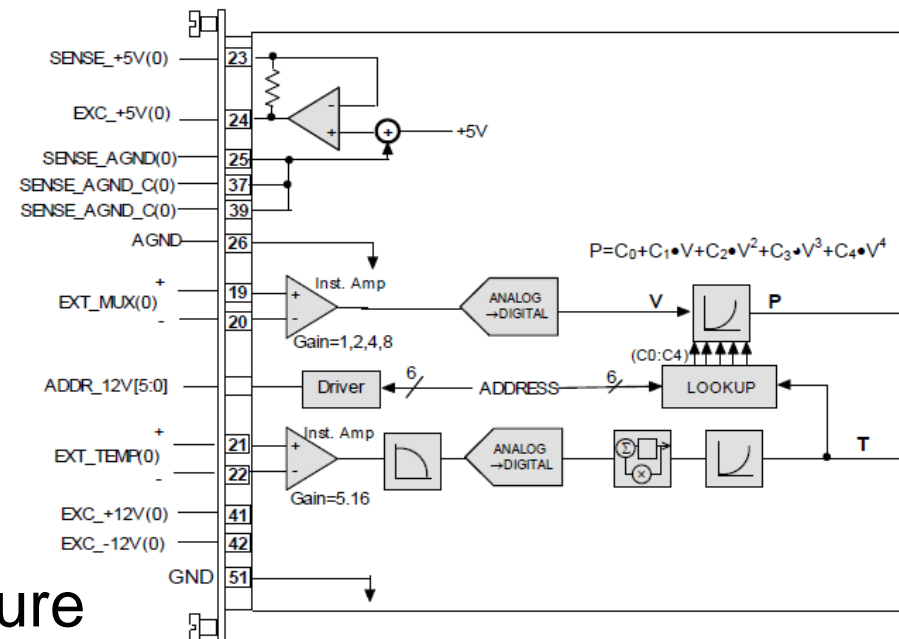 SENSE_+5V(0)
23
EXC_+5V(0)
24
-
+
+
+5V
SENSE_AGND(0)
25
SENSE_AGND_C(0)
37
SENSE_AGND_C(0)
39
AGND
26
P=C₀+C₁•V+C₂•V²+C₃•V³+C₄•V⁴
+
EXT_MUX(0)
-
19
20
+
-
Inst. Amp
Gain=1,2,4,8
ANALOG
→DIGITAL
V
P
(C0:C4)
ADDR_12V[5:0]
Driver
6
ADDRESS
6
LOOKUP
+
EXT_TEMP(0)
-
21
22
+
-
Inst. Amp
Gain=5.16
ANALOG
→DIGITAL
Σ
×
T
EXC_+12V(0)
41
EXC_-12V(0)
42
GND
51
ure